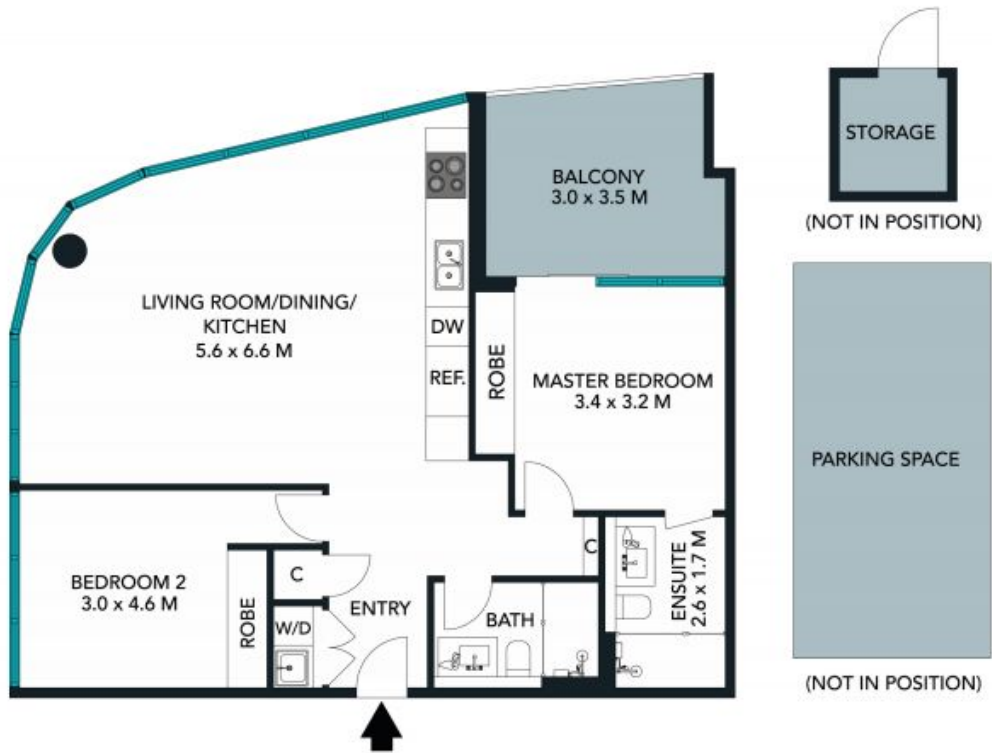 STORAGE
(NOT IN POSITION)
BALCONY
3.0 x 3.5 M
LIVING ROOM/DINING/
KITCHEN
5.6 x 6.6 M
DW
REF.
ROBE
MASTER BEDROOM
3.4 x 3.2 M
PARKING SPACE
(NOT IN POSITION)
BEDROOM 2
3.0 x 4.6 M
ROBE
C
W/D
ENTRY
BATH
C
ENSUITE
2.6 x 1.7 M